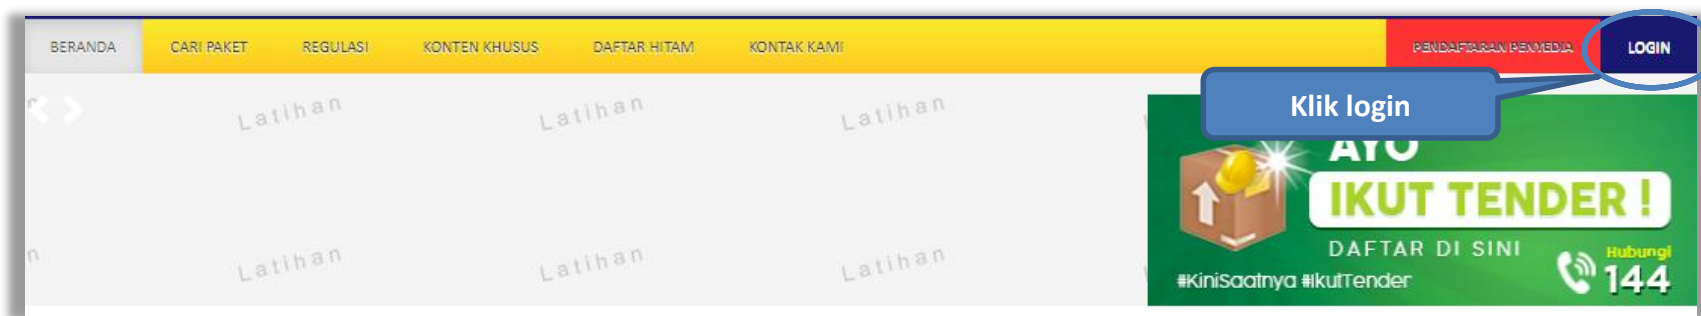 BERANDA CARI PAKET REGULASI KONTEN KHUSUS DAFTAR HITAM KONTAK KAMI PENDAFTARAN PENYEDIA LOGIN
Klik login
Latihan Latihan Latihan
AYO
IKUT TENDER !
DAFTAR DI SINI
Latihan Latihan Latihan
#KiniSaatnya #IkutTender
Hubungi
144